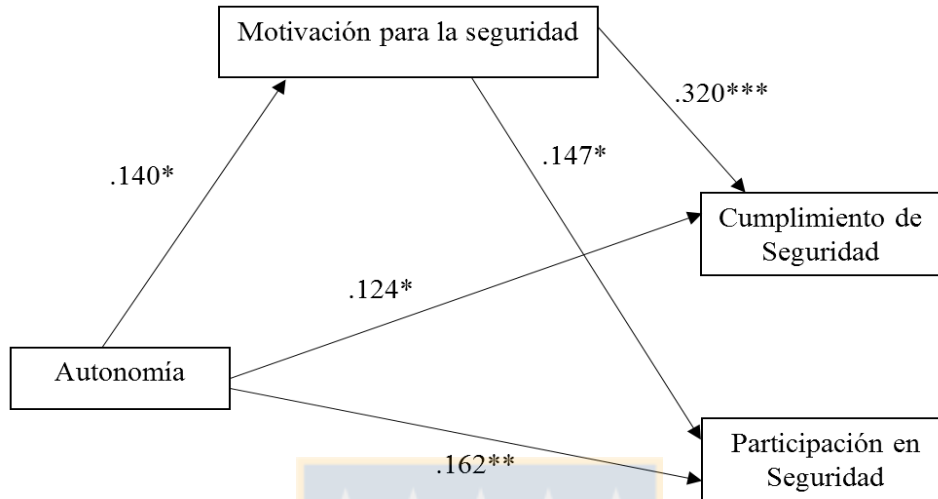 Motivación para la seguridad
.320***
.147*
.140*
Cumplimiento de
Seguridad
.124*
Autonomía
Participación en
Seguridad
.162**